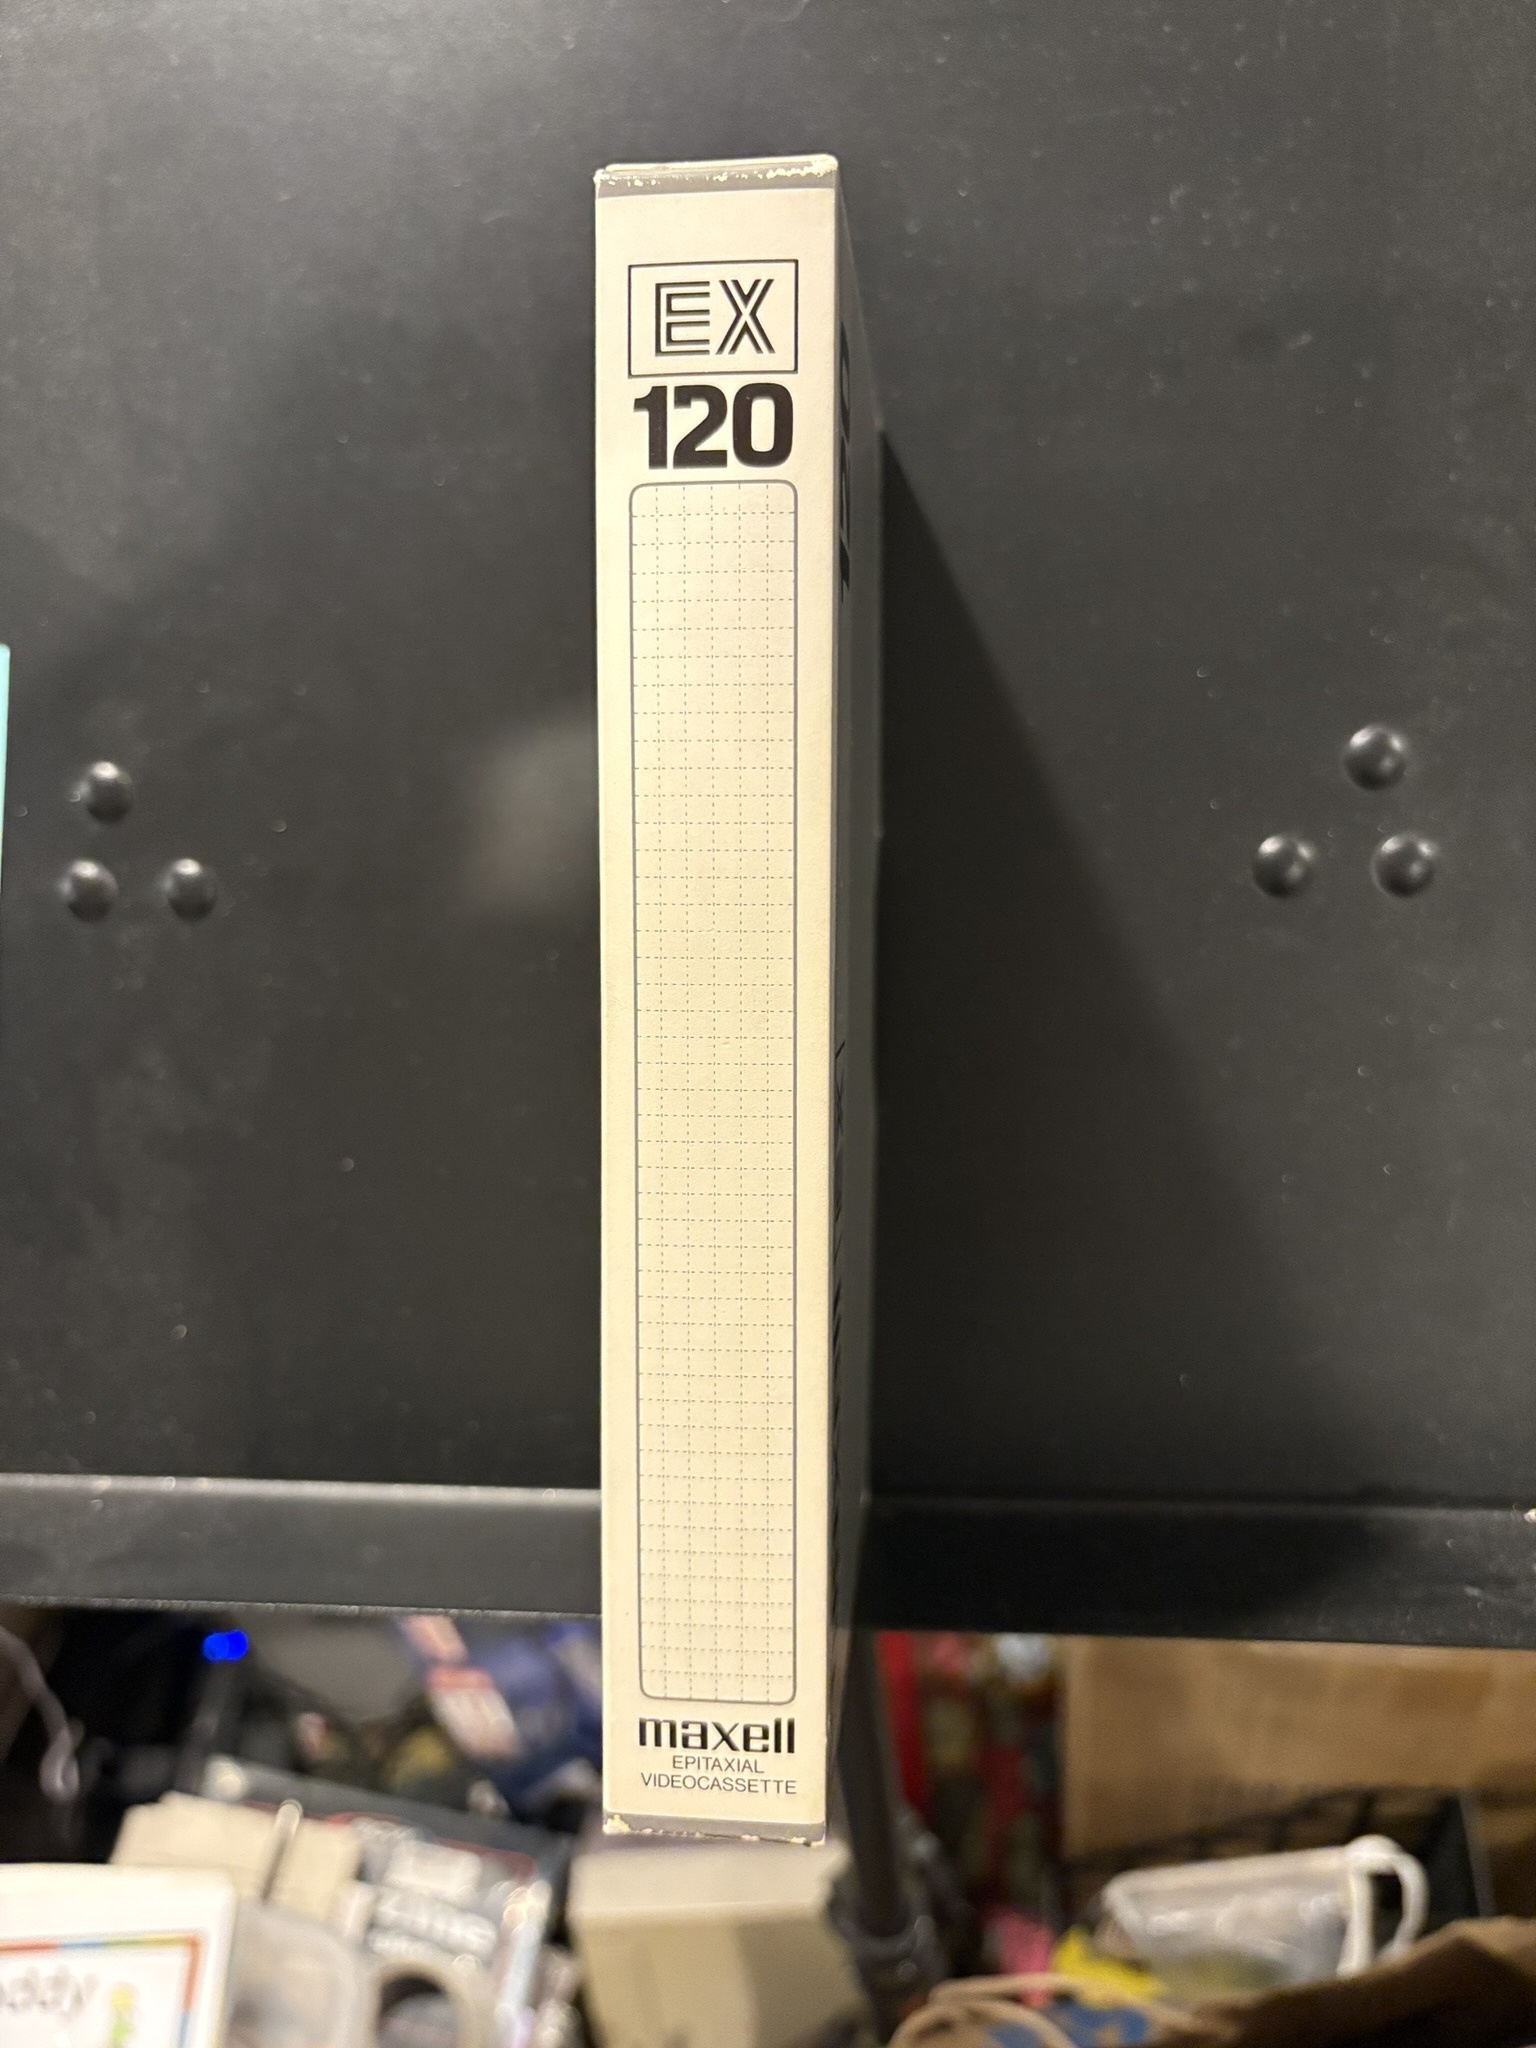 EX
120
maxell
EPITAXIAL
VIDEOCASSETTE